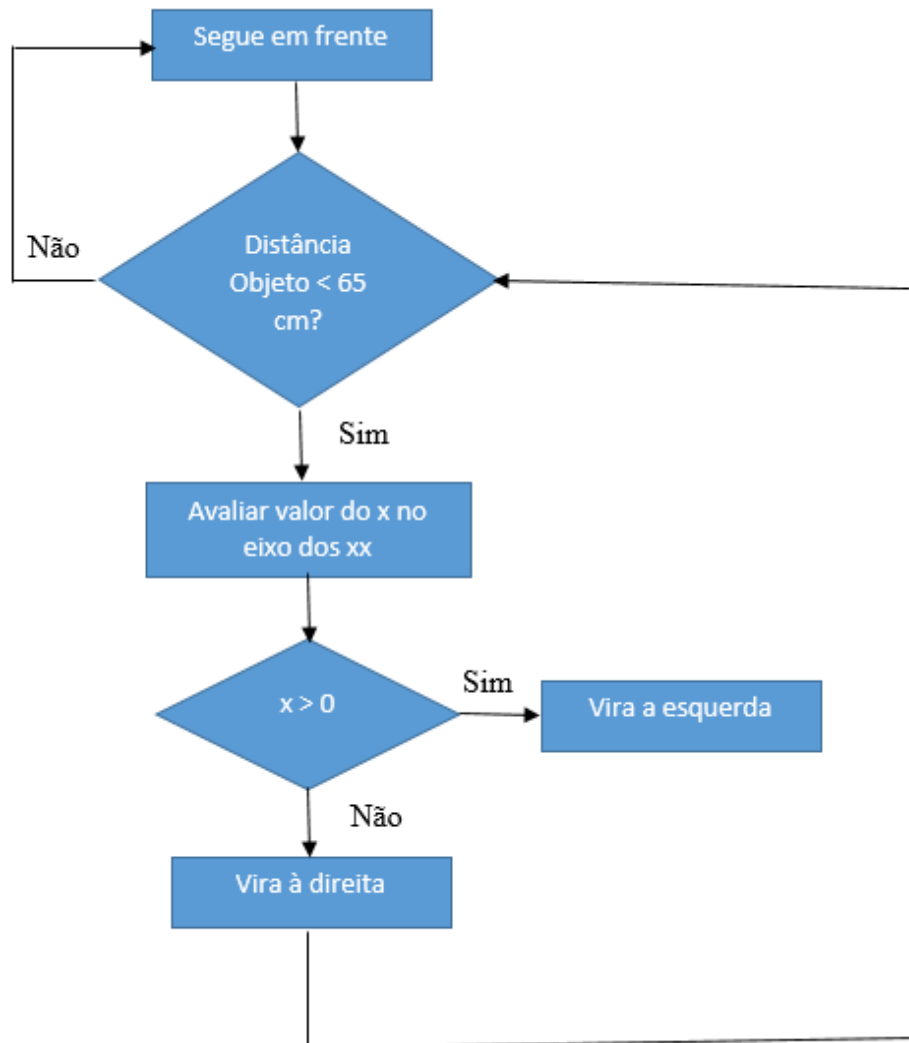 Segue em frente
Não
Distância
Objeto < 65
cm?
Sim
Avaliar valor do x no
eixo dos xx
x > 0
Sim
Vira a esquerda
Não
Vira à direita